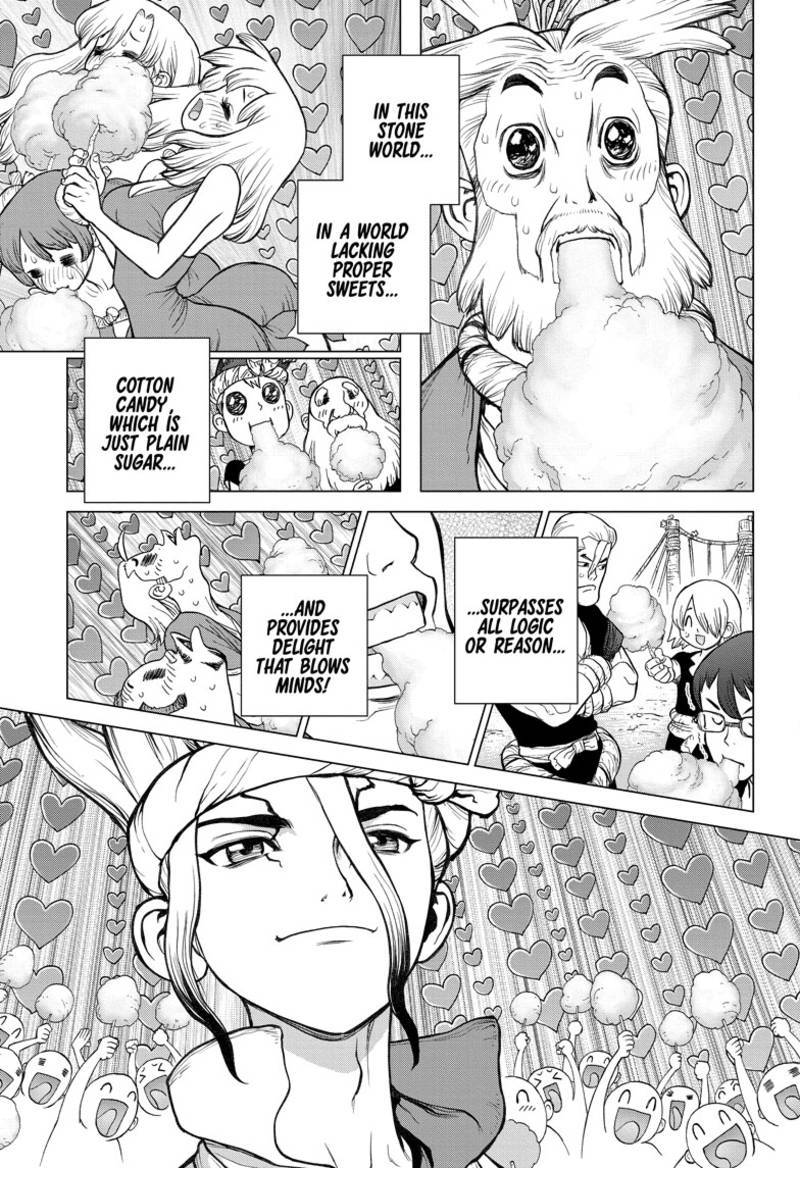 IN THIS
STONE
WORLD...
IN A WORLD
LACKING
PROPER
SWEETS...
COTTON
CANDY,
WHICH IS
JUST PLAIN
SUGAR...
...SURPASSES
ALL LOGIC
OR REASON...
...AND
PROVIDES
DELIGHT
THAT BLOWS
MINDS!